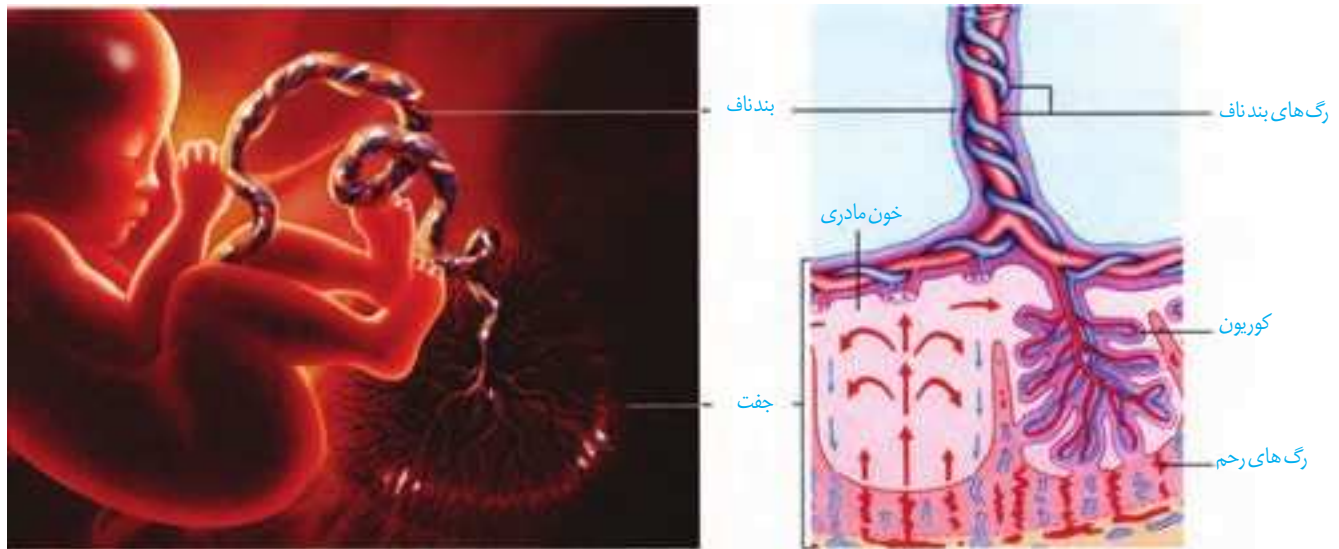 بندناف
رگ‌های بندناف
خون مادری
کوریون
جفت
رگ‌های رحم